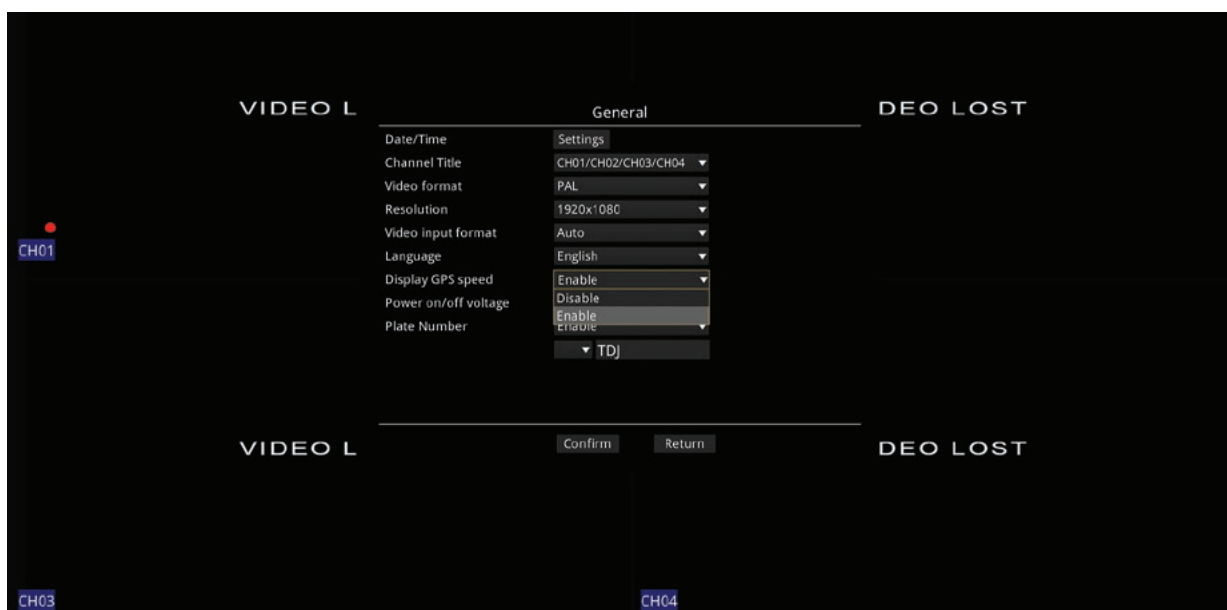 VIDEO L
General
DEO LOST
Date/Time Settings
Channel Title CH01/CH02/CH03/CH04
Video format PAL
Resolution 1920x1080
Video input format Auto
CH01
Language English
Display GPS speed Enable
Disable
Power on/off voltage
Enable
Plate Number Enable
TDJ
VIDEO L
Confirm Return
DEO LOST
CH03
CH04